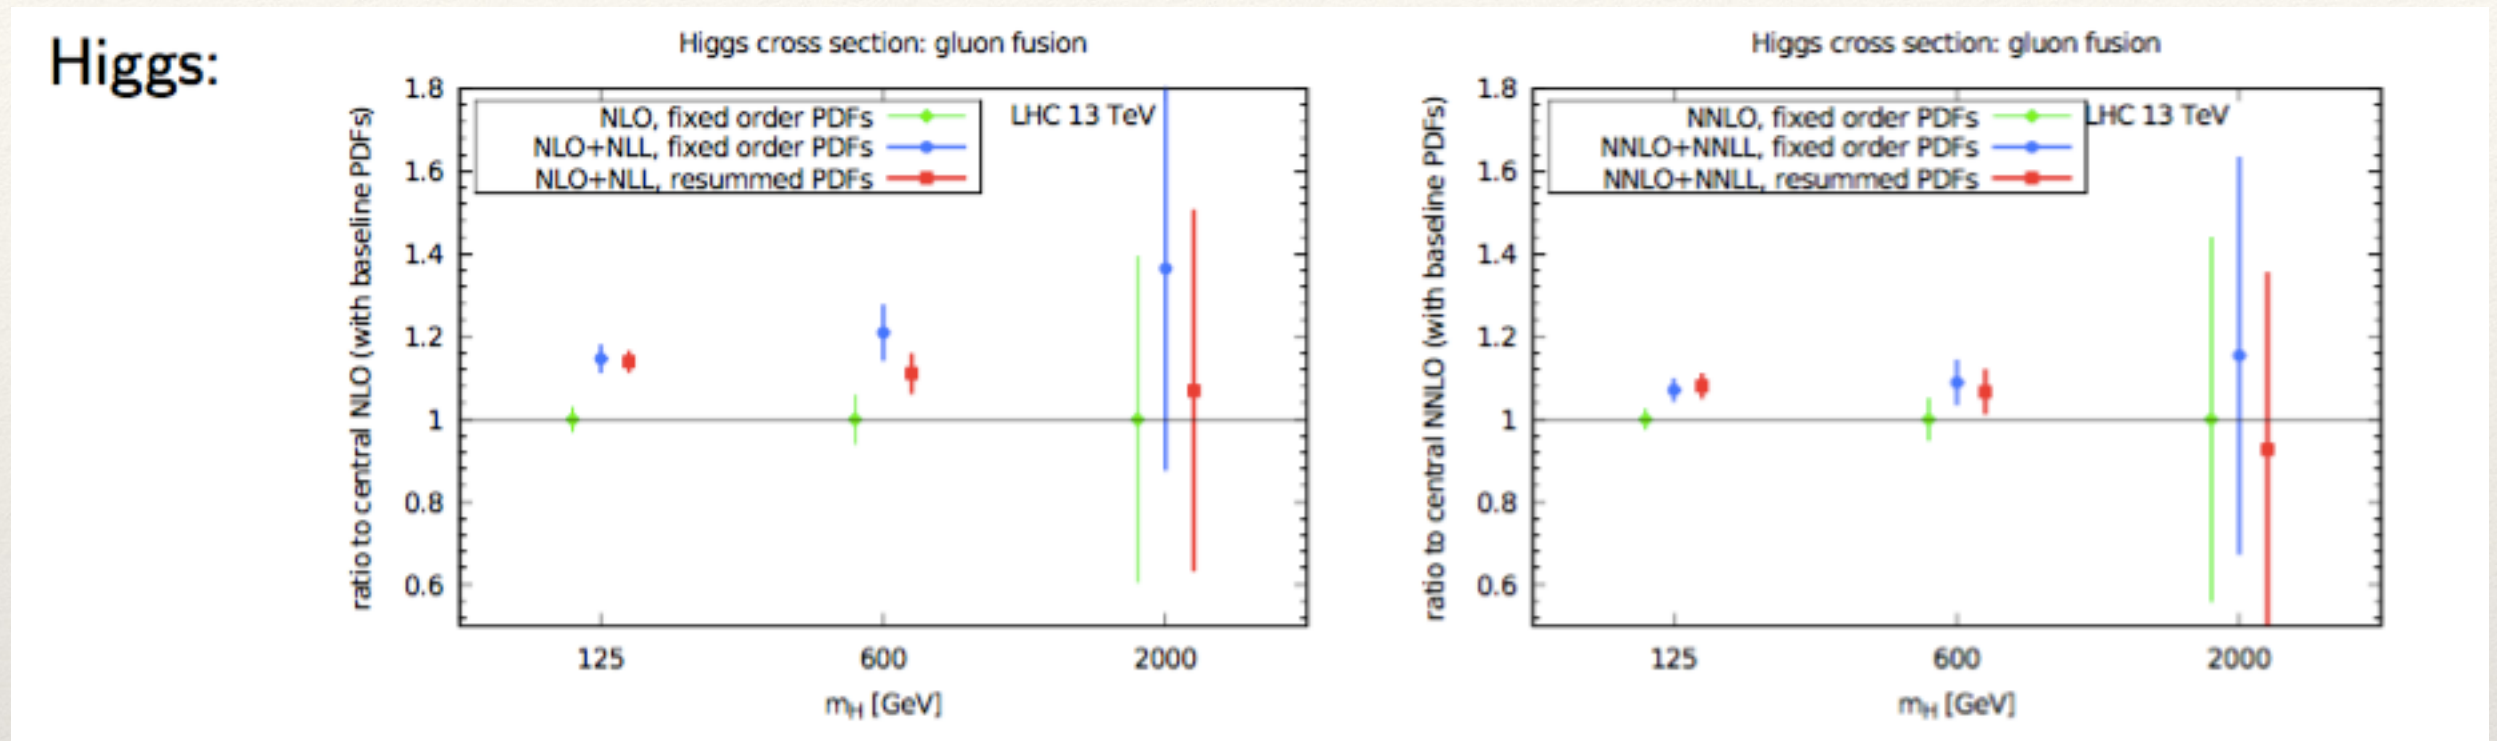 Higgs:
Higgs cross section: gluon fusion
ratio to central NLO (with baseline PDFs)
1.8
1.6
1.4
1.2
1
0.8
0.6
NLO, fixed order PDFs
NLO+NLL, fixed order PDFs
NLO+NLL, resummed PDFs
LHC 13 TeV
125
600
2000
mH [GeV]
Higgs cross section: gluon fusion
ratio to central NNLO (with baseline PDFs)
1.8
1.6
1.4
1.2
1
0.8
0.6
NNLO, fixed order PDFs
NNLO+NNLL, fixed order PDFs
NNLO+NNLL, resummed PDFs
LHC 13 TeV
125
600
2000
mH [GeV]